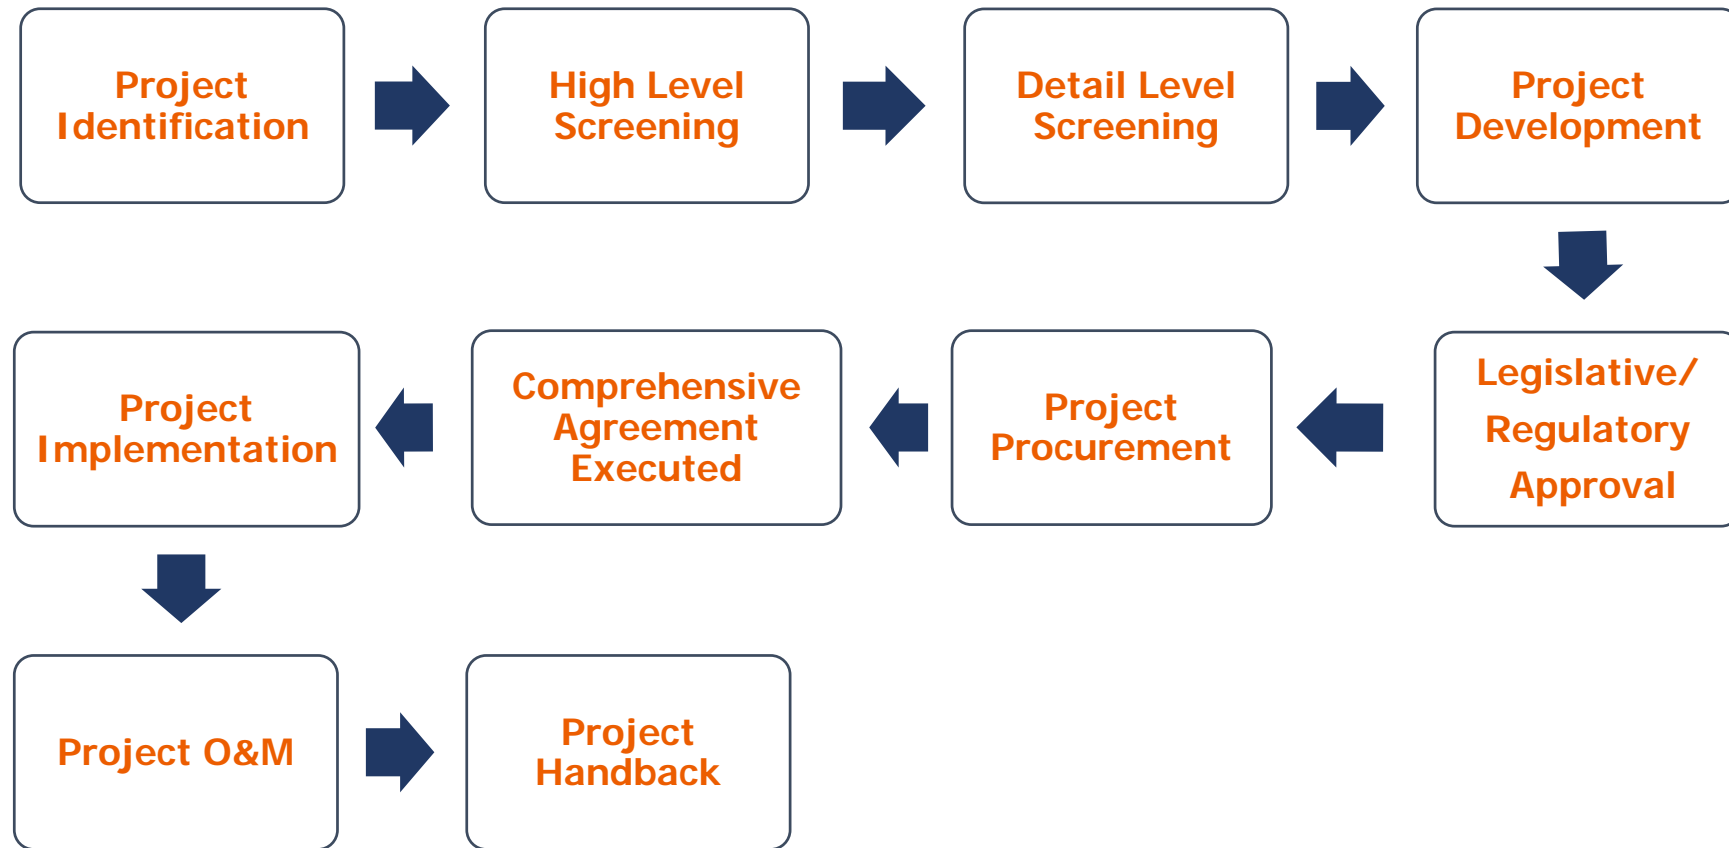 Project
Identification
High Level
Screening
Detail Level
Screening
Project
Development
Legislative/
Regulatory
Approval
Project
Procurement
Comprehensive
Agreement
Executed
Project
Implementation
Project O&M
Project
Handback